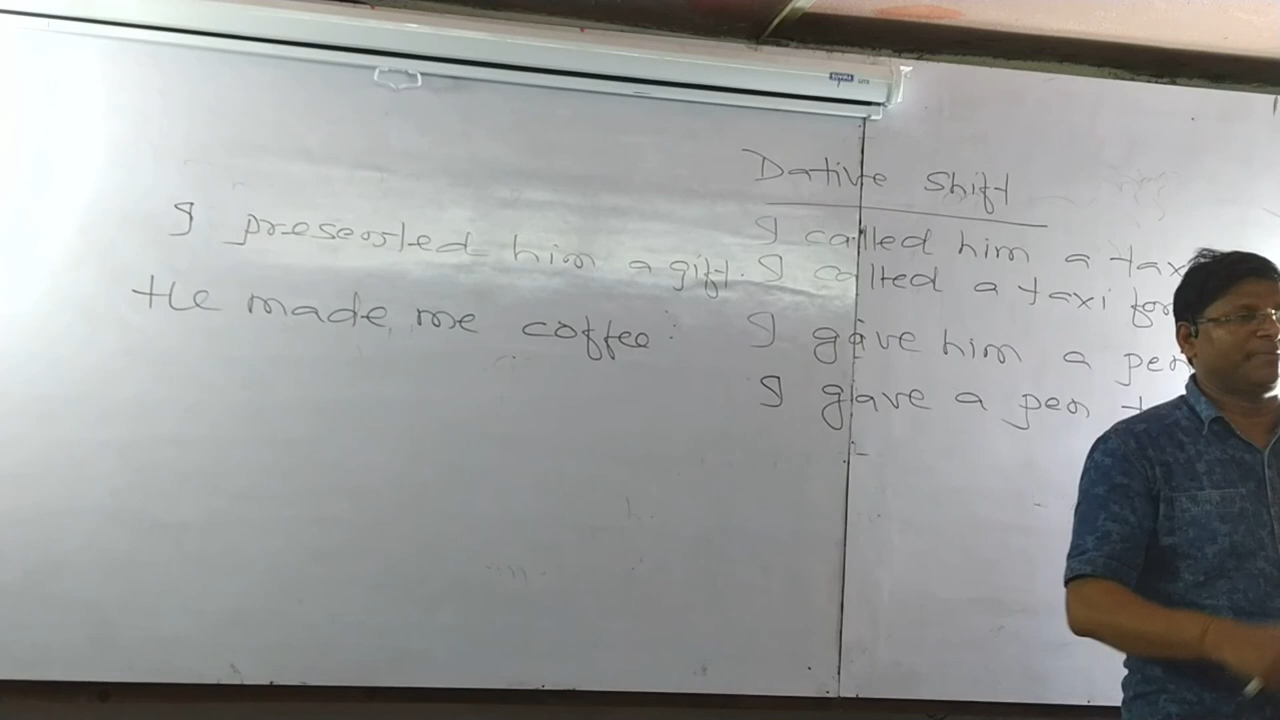 Dative Shift
I presented him a gift.
He made me coffee.
I called him a
I called a taxi for
I gave him a pen
I gave a pen